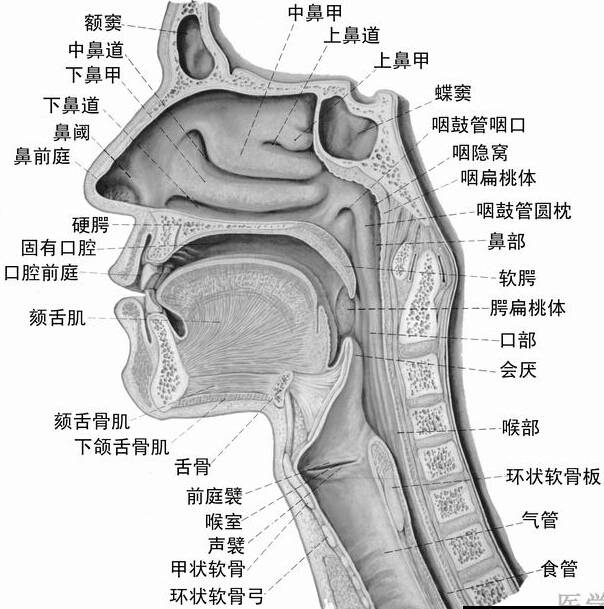 额窦
中鼻道
下鼻甲
下鼻道
鼻阈
鼻前庭
硬腭
固有口腔
口腔前庭
颏舌肌
颏舌骨肌
下颌舌骨肌
舌骨
前庭襞
喉室
声襞
甲状软骨
环状软骨弓
中鼻甲
上鼻道
上鼻甲
蝶窦
咽鼓管咽口
咽隐窝
咽扁桃体
咽鼓管圆枕
鼻部
软腭
腭扁桃体
口部
会厌
喉部
环状软骨板
气管
食管
医学